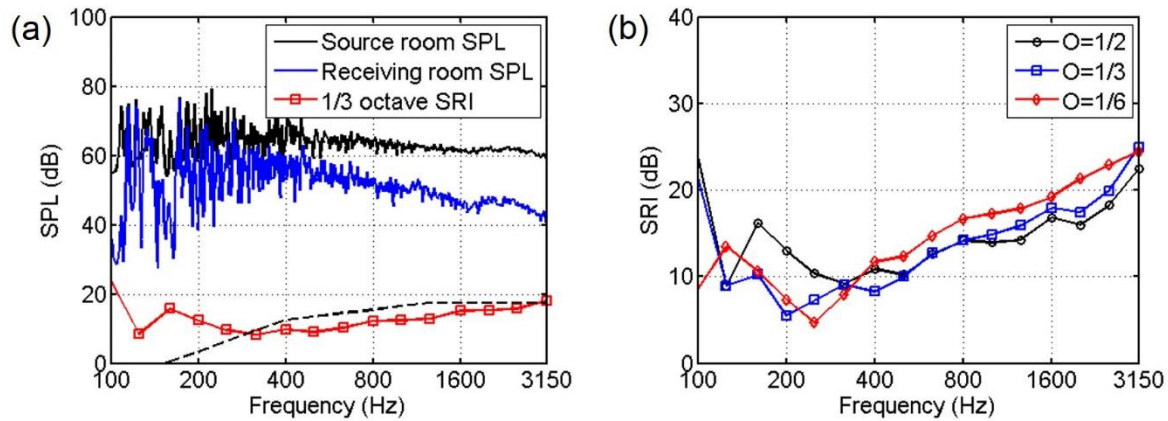 (a)
100
80
60
40
20
0
SPL (dB)
Source room SPL
Receiving room SPL
1/3 octave SRI
100 200 400 800 1600 3150
Frequency (Hz)
(b)
40
30
20
10
0
SRI (dB)
O=1/2
O=1/3
O=1/6
100 200 400 800 1600 3150
Frequency (Hz)